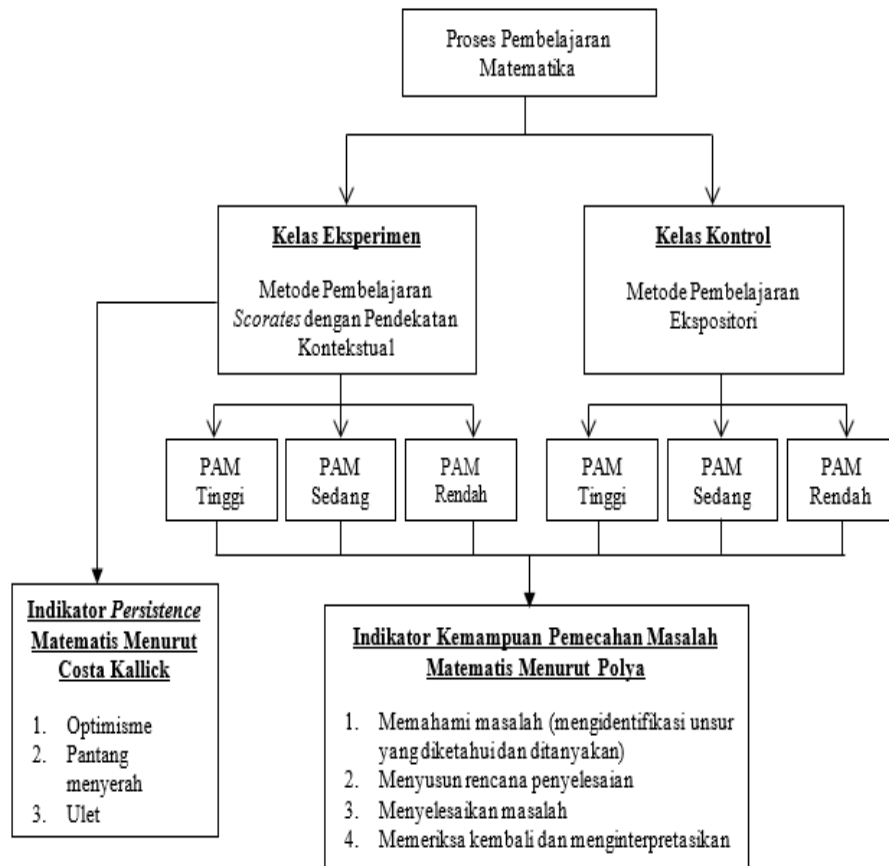 Proses Pembelajaran
Matematika
Kelas Eksperimen
Metode Pembelajaran
Scorates dengan Pendekatan
Kontekstual
Kelas Kontrol
Metode Pembelajaran
Ekspositori
PAM
Tinggi
PAM
Sedang
PAM
Rendah
PAM
Tinggi
PAM
Sedang
PAM
Rendah
Indikator Persistence
Matematis Menurut
Costa Kallick
1. Optimisme
2. Pantang
menyerah
3. Ulet
Indikator Kemampuan Pemecahan Masalah
Matematis Menurut Polya
1. Memahami masalah (mengidentifikasi unsur
yang diketahui dan ditanyakan)
2. Menyusun rencana penyelesaian
3. Menyelesaikan masalah
4. Memeriksa kembali dan menginterpretasikan